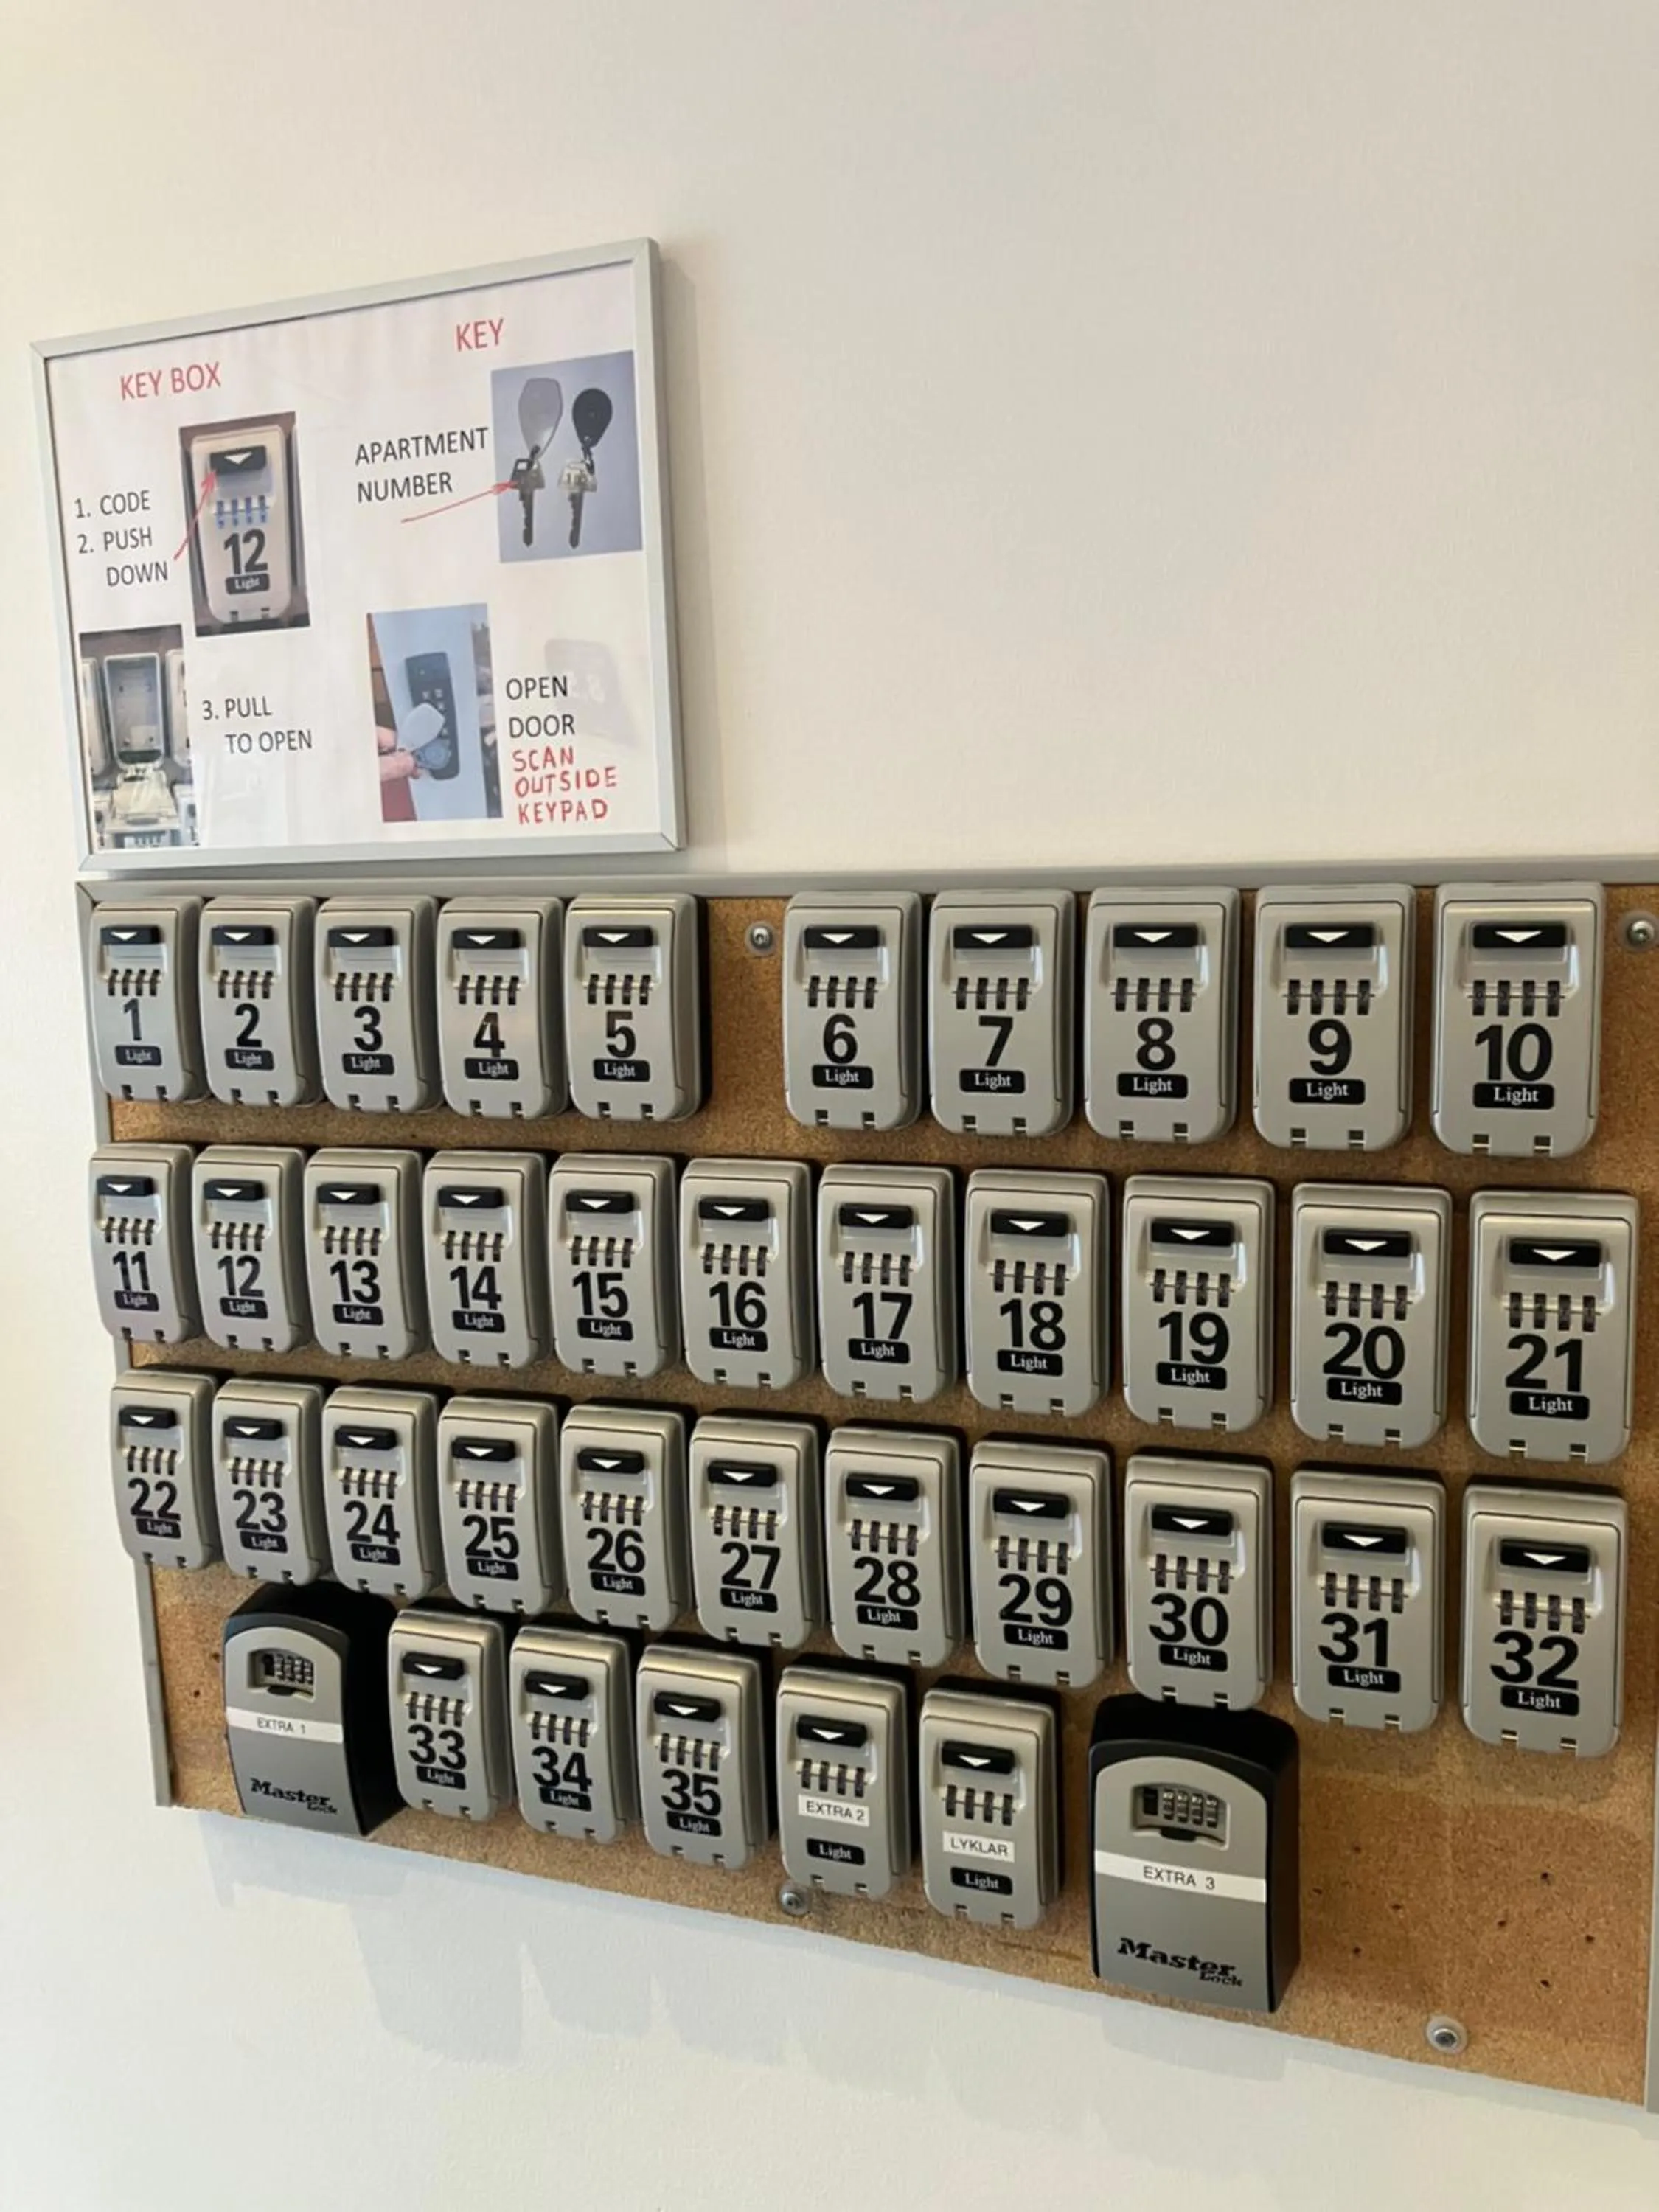 KEY BOX
KEY
1. CODE
2. PUSH
DOWN
12
Light
APARTMENT
NUMBER
3. PULL
TO OPEN
OPEN
DOOR
SCAN
OUTSIDE
KEYPAD
1
Light
2
Light
3
Light
4
Light
5
Light
6
Light
7
Light
8
Light
9
Light
10
Light
11
Light
12
Light
13
Light
14
Light
15
Light
16
Light
17
Light
18
Light
19
Light
20
Light
21
Light
22
Light
23
Light
24
Light
25
Light
26
Light
27
Light
28
Light
29
Light
30
Light
31
Light
32
Light
EXTRA 1
Master
Lock
33
Light
34
Light
35
Light
EXTRA 2
Light
LYKLAR
Light
EXTRA 3
Master
Lock